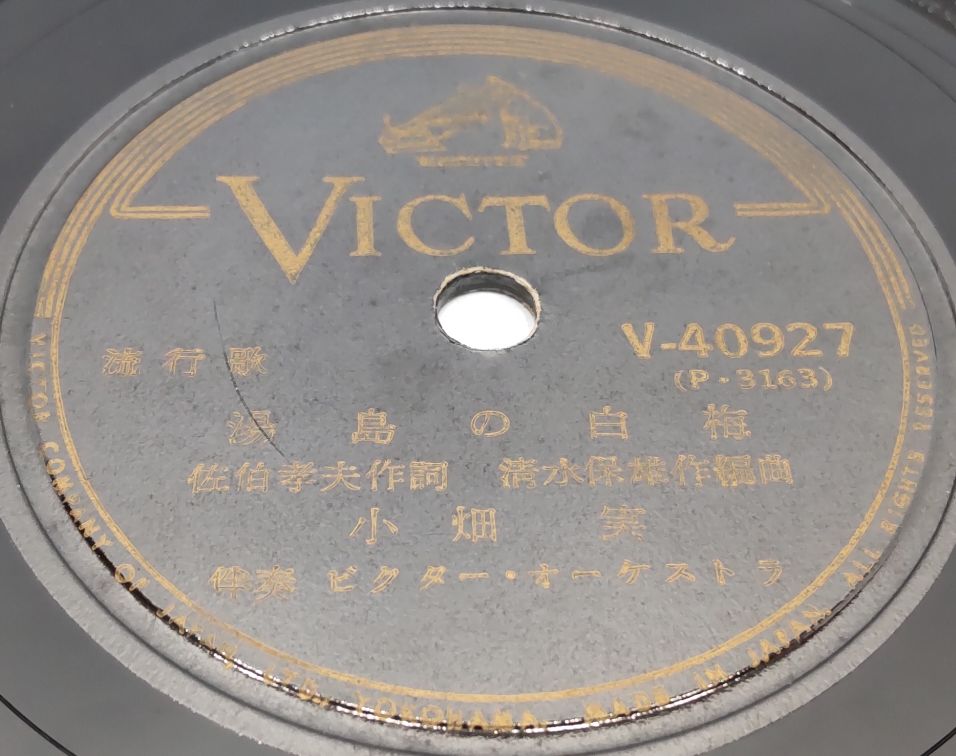 VICTOR
V-40927
(P・3163)
流行歌
湯島の白梅
佐伯孝夫作詞 清水保雄作編曲
小畑 実
伴奏 ビクター・オーケストラ
VICTOR COMPANY OF JAPAN, LTD., YOKOHAMA. MADE IN JAPAN. ALL RIGHTS RESERVED